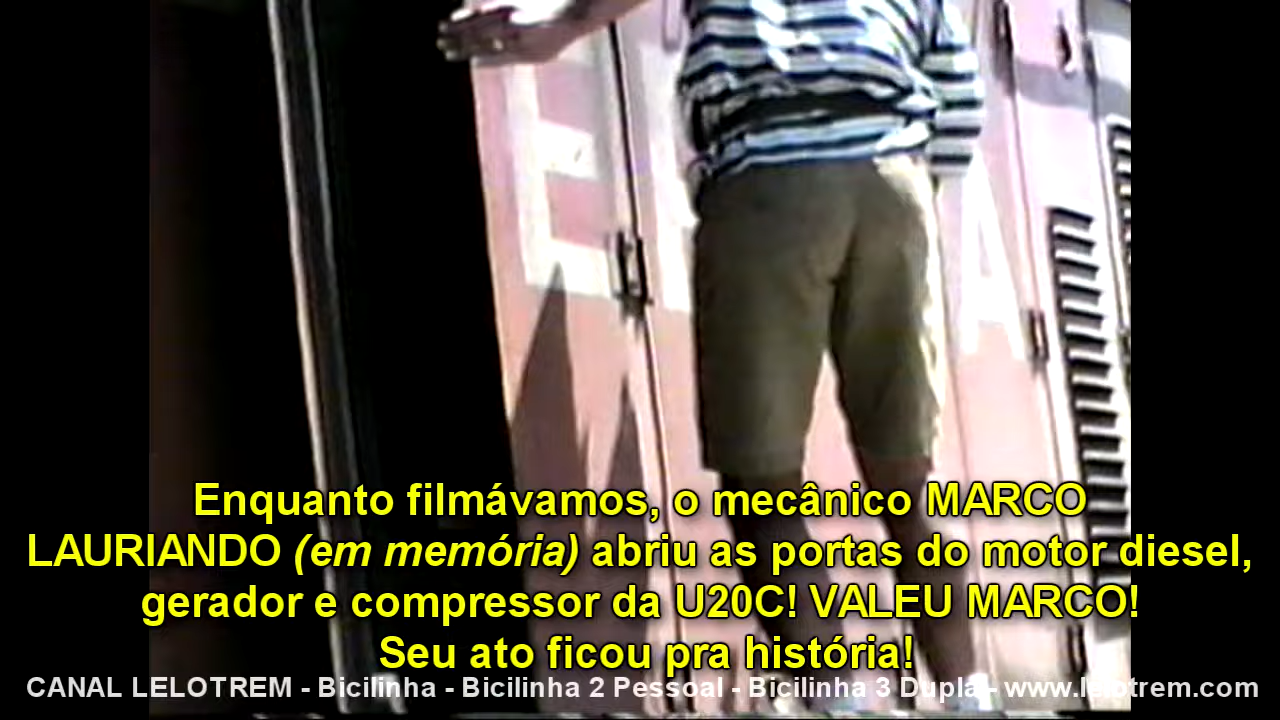 Enquanto filmávamos, o mecânico MARCO
LAURIANDO (em memória) abriu as portas do motor diesel,
gerador e compressor da U20C! VALEU MARCO!
Seu ato ficou pra história!
CANAL LELOTREM - Bicilinha - Bicilinha 2 Pessoal - Bicilinha 3 Dupla - www.lelotrem.com